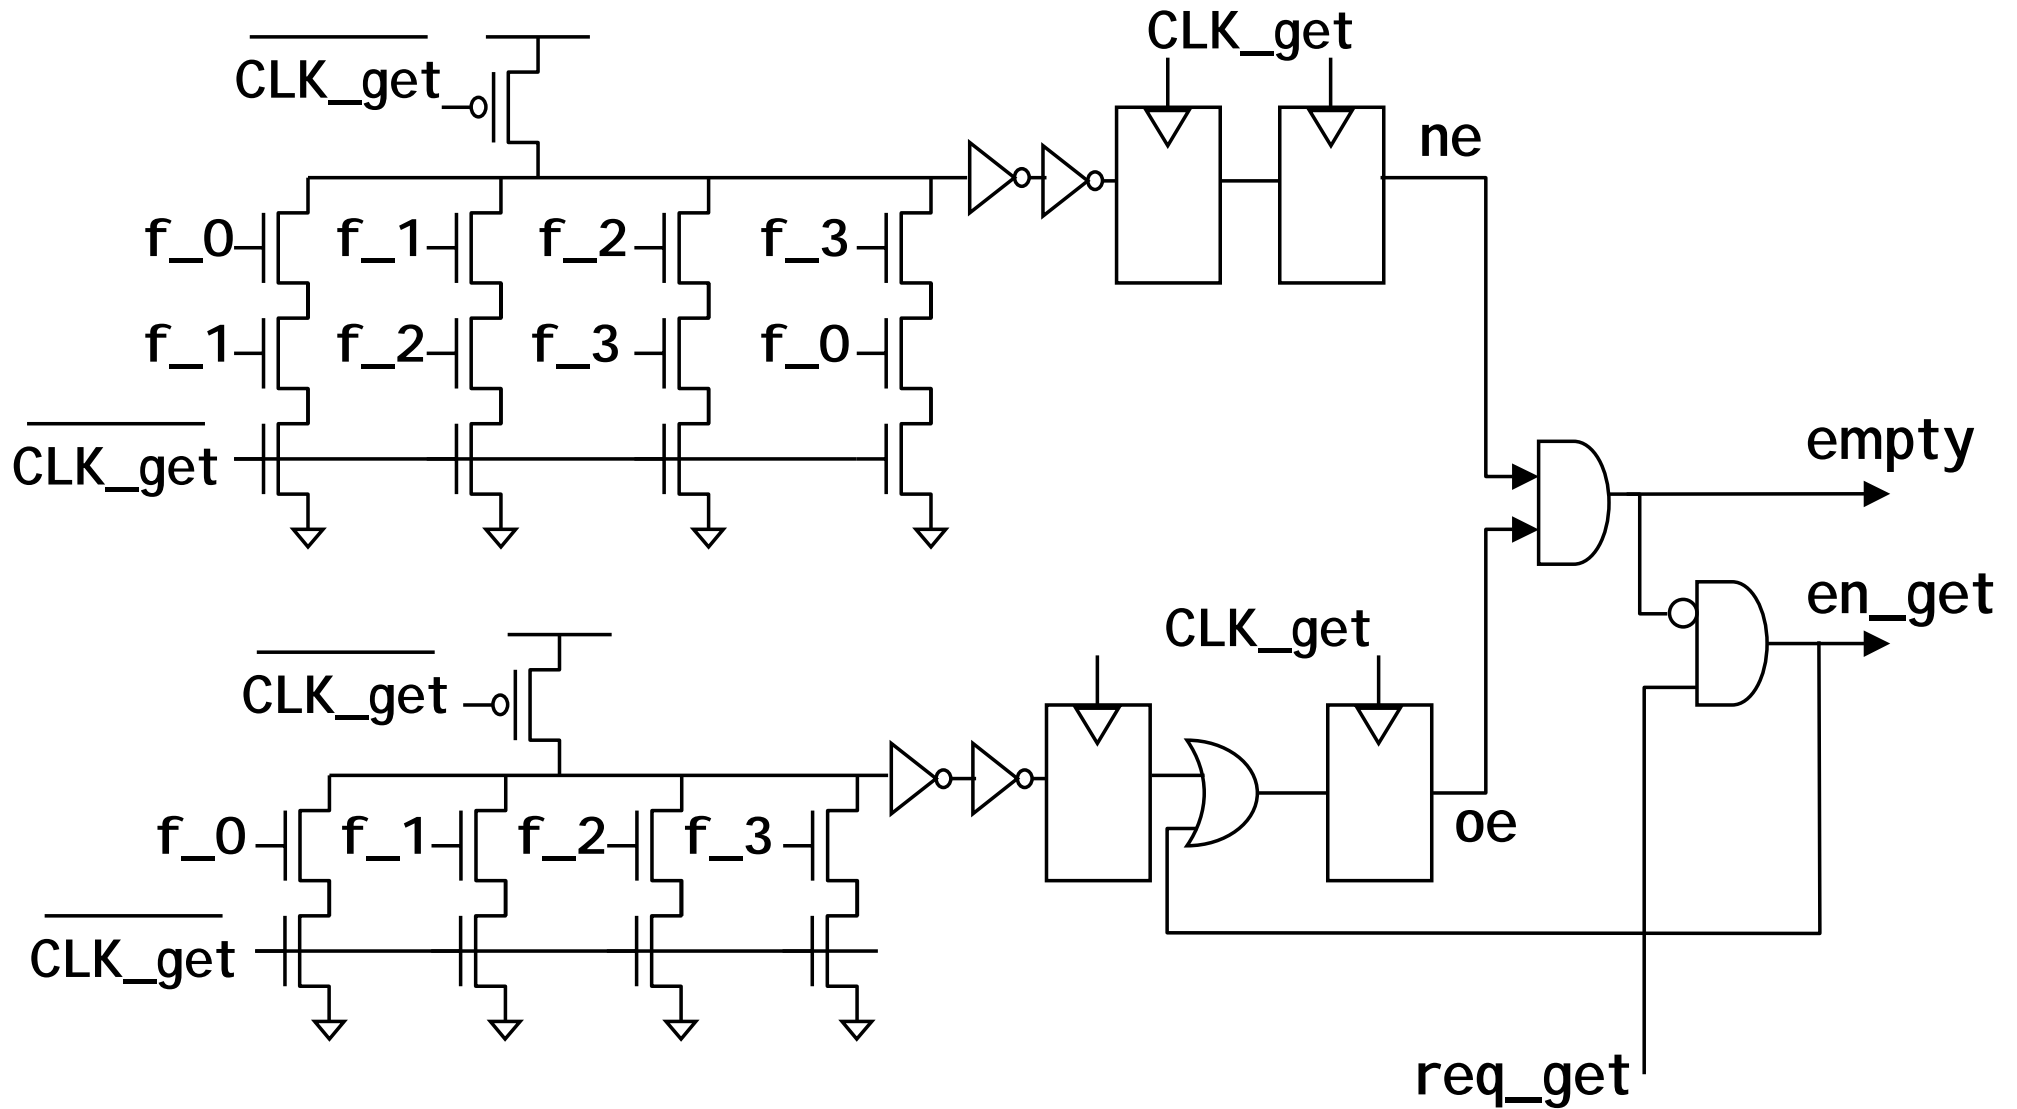 CLK_get
CLK_get
ne
f_0 f_1 f_2 f_3
f_1 f_2 f_3 f_0
CLK_get
empty
en_get
CLK_get
CLK_get
f_0 f_1 f_2 f_3
oe
CLK_get
req_get